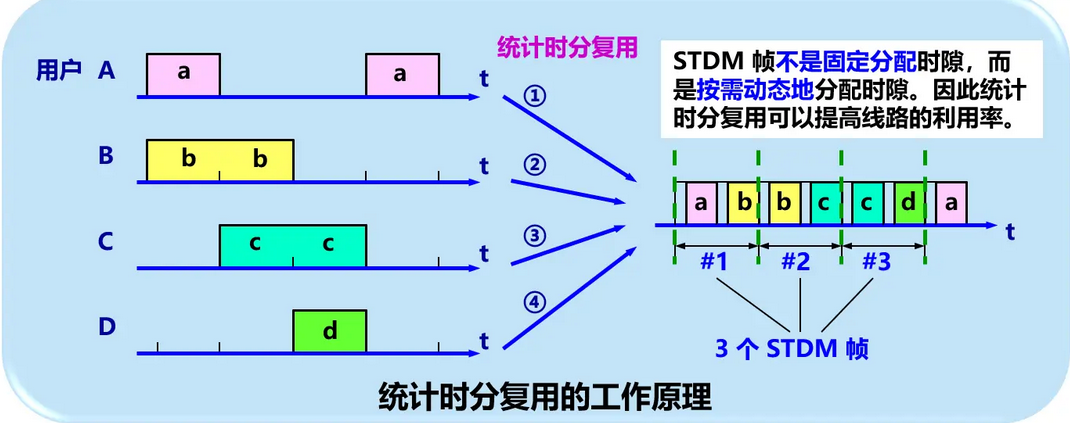 统计时分复用
STDM 帧不是固定分配时隙，而
是按需动态地分配时隙。因此统计
时分复用可以提高线路的利用率。
用户 A a a t
①
B b b t
②
C c c t
③
D d t
④
a b b c c d a t
#1 #2 #3
3 个 STDM 帧
统计时分复用的工作原理